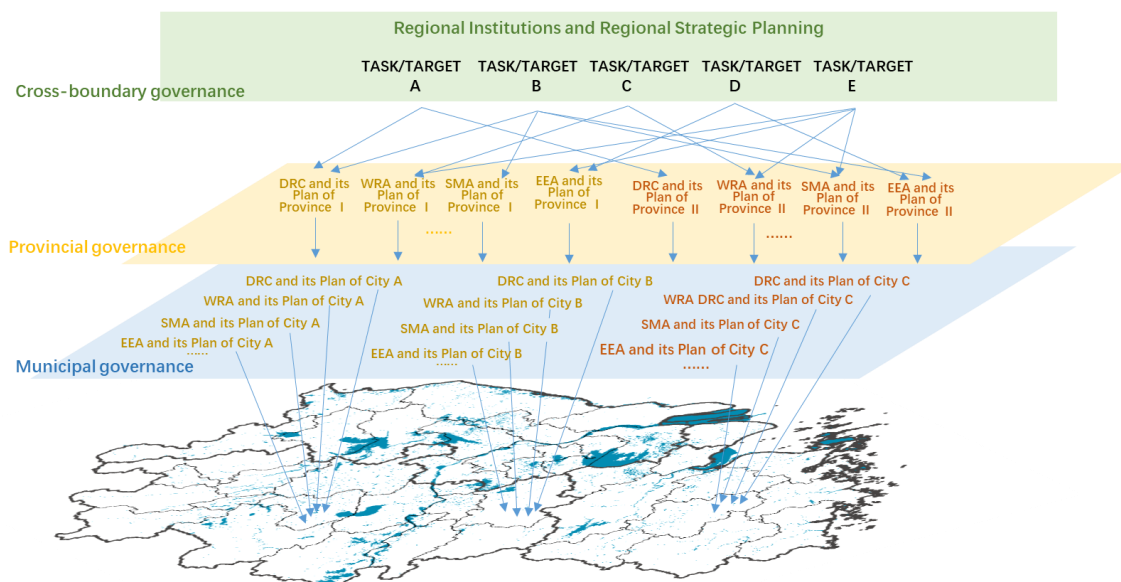 Regional Institutions and Regional Strategic Planning
TASK/TARGET A
TASK/TARGET B
TASK/TARGET C
TASK/TARGET D
TASK/TARGET E
Cross-boundary governance
DRC and its
Plan of
Province I
WRA and its
Plan of
Province I
SMA and its
Plan of
Province I
EEA and its
Plan of
Province I
......
DRC and its
Plan of
Province II
WRA and its
Plan of
Province II
SMA and its
Plan of
Province II
EEA and its
Plan of
Province II
......
Provincial governance
DRC and its Plan of City A
WRA and its Plan of City A
SMA and its Plan of City A
EEA and its Plan of City A
......
DRC and its Plan of City B
WRA and its Plan of City B
SMA and its Plan of City B
EEA and its Plan of City B
......
DRC and its Plan of City C
WRA DRC and its Plan of City C
SMA and its Plan of City C
EEA and its Plan of City C
......
Municipal governance